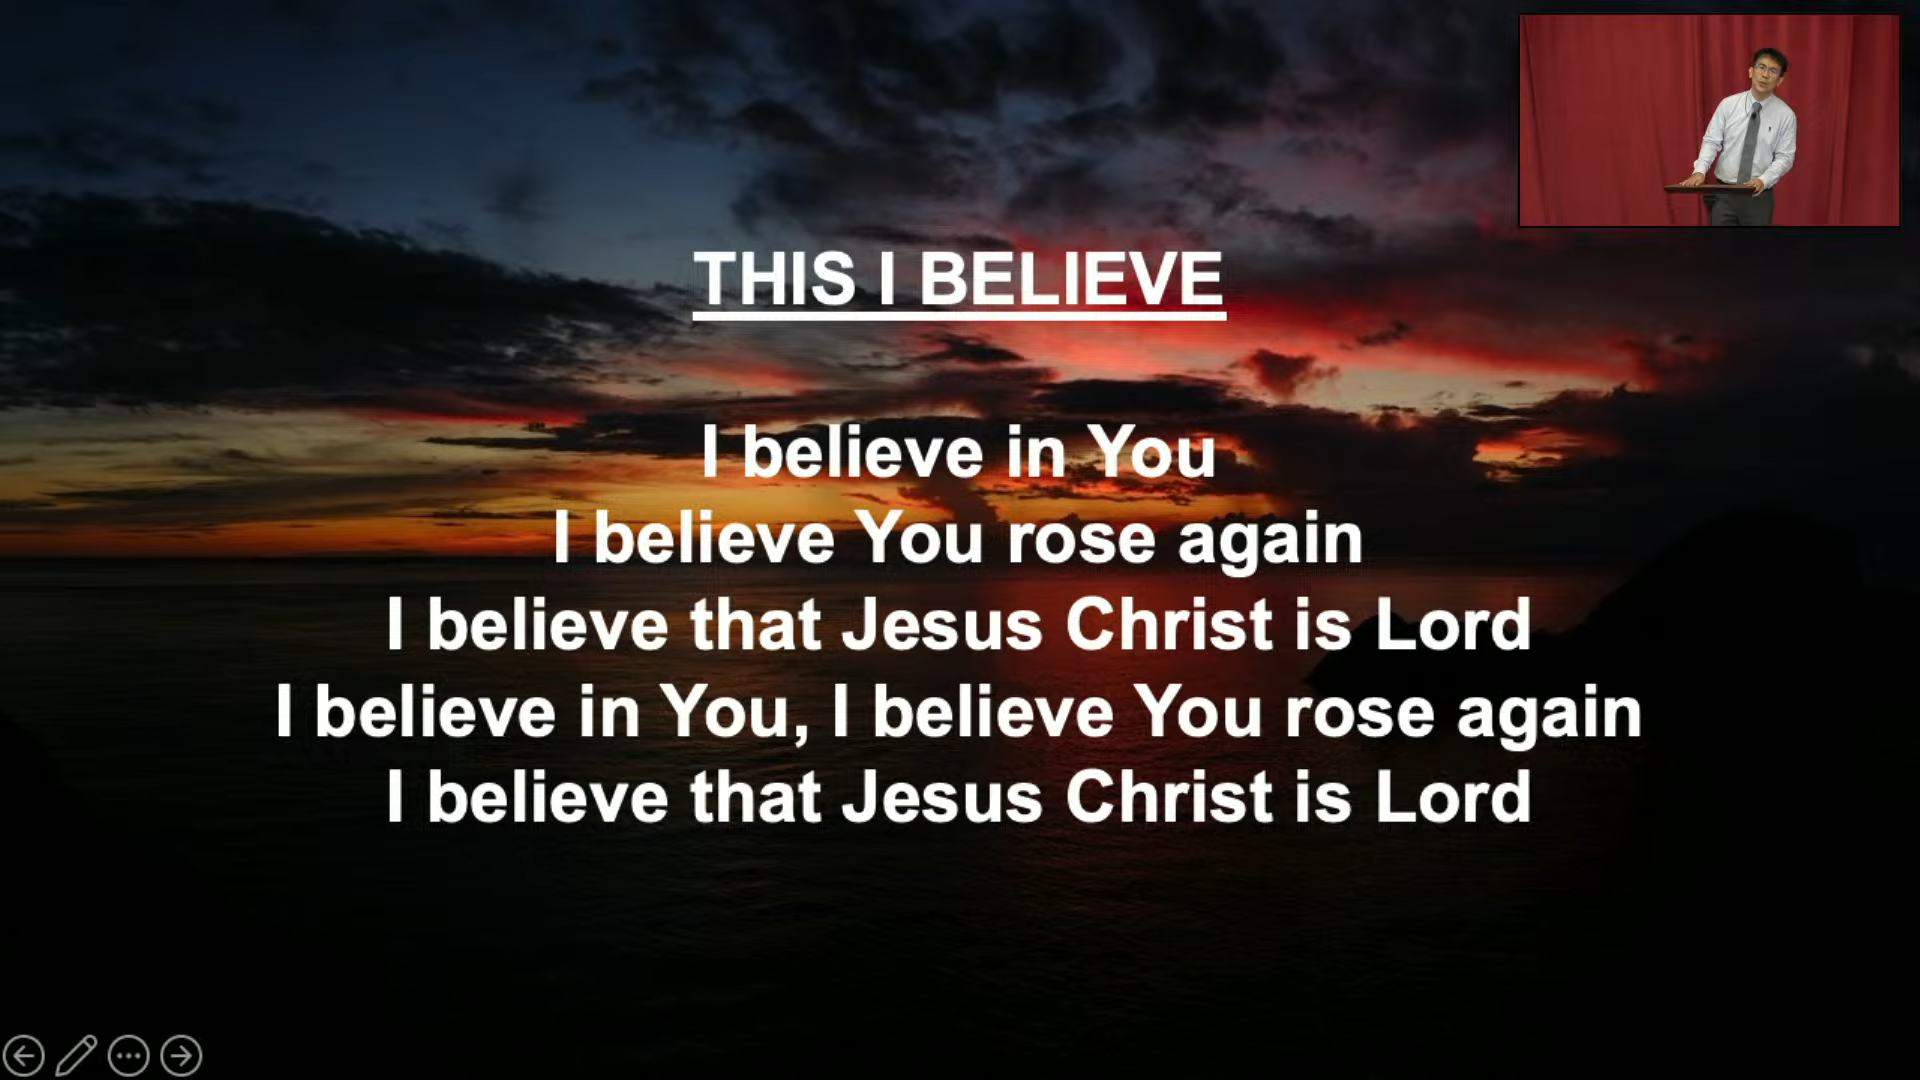 THIS I BELIEVE
I believe in You
I believe You rose again
I believe that Jesus Christ is Lord
I believe in You, I believe You rose again
I believe that Jesus Christ is Lord